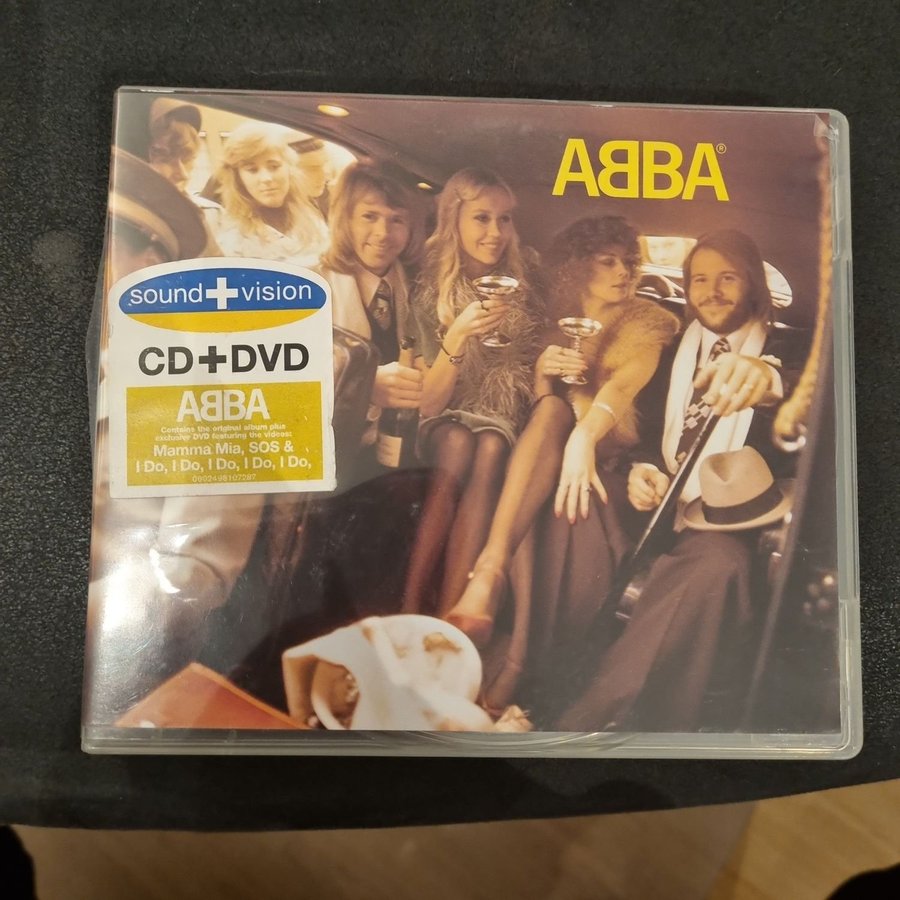 ABBA®
sound+vision
CD+DVD
ABBA
Contains the original album plus
exclusive DVD featuring the videos:
Mamma Mia, SOS &
I Do, I Do, I Do, I Do, I Do,
0602498107287